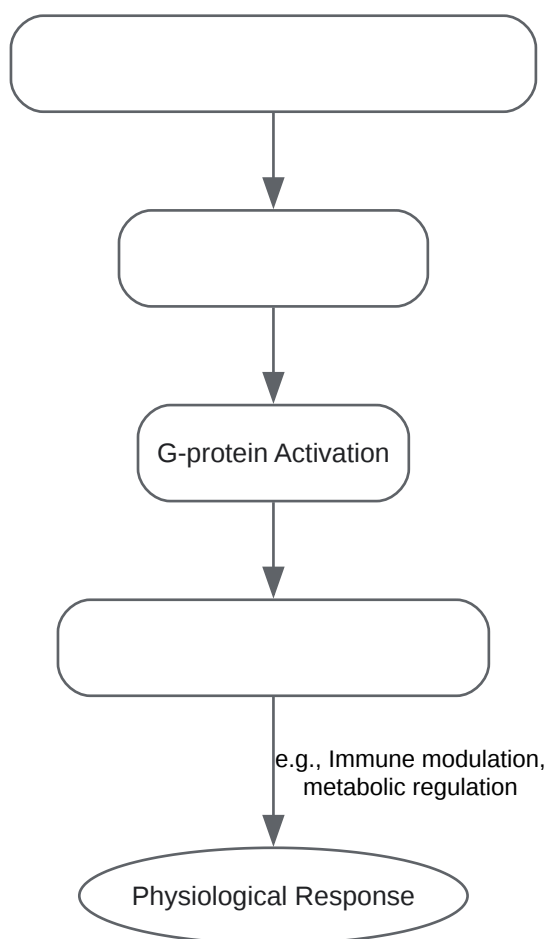 G-protein Activation
e.g., Immune modulation,
metabolic regulation
Physiological Response